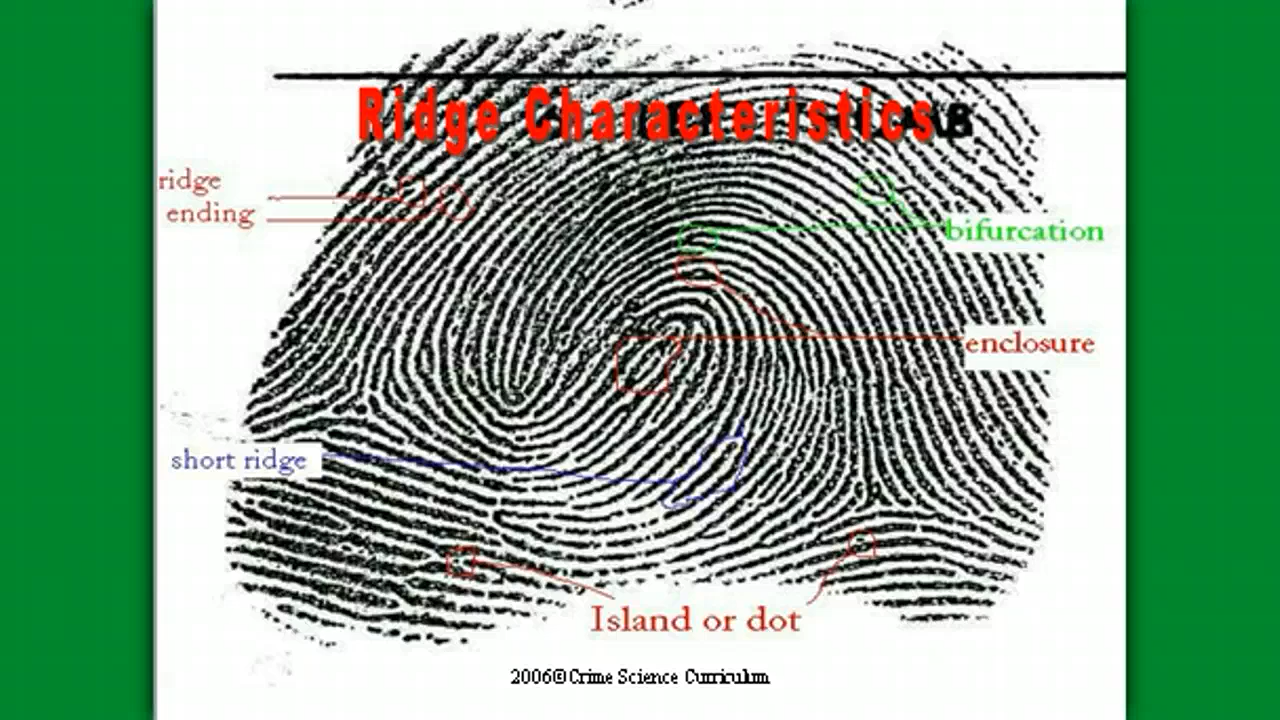 Ridge Characteristics
ridge
ending
bifurcation
enclosure
short ridge
Island or dot
2006©Crime Science Curriculum